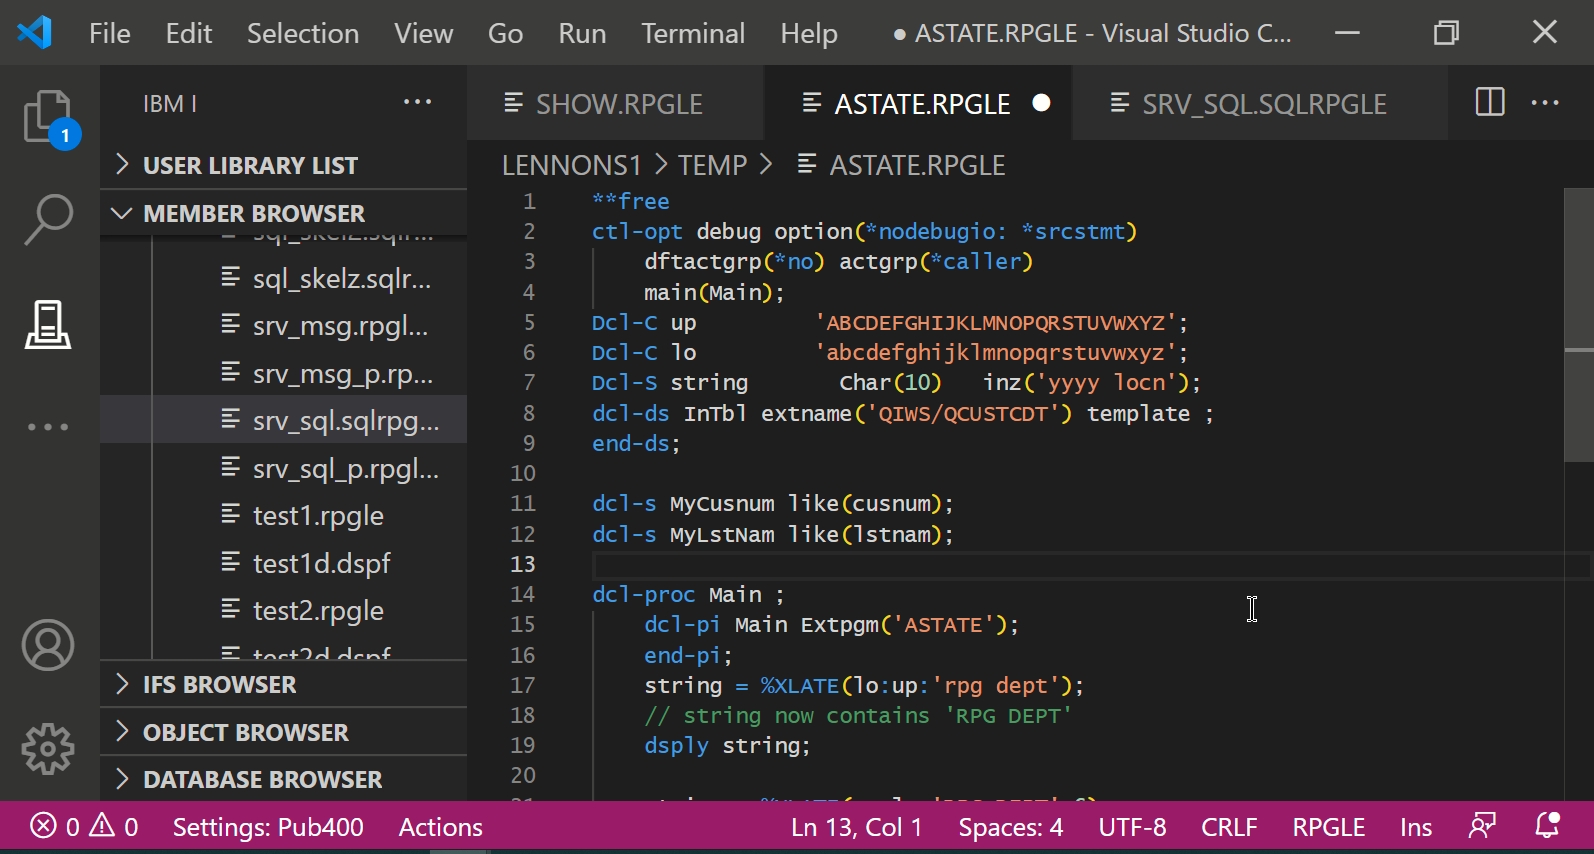 File Edit Selection View Go Run Terminal Help ● ASTATE.RPGLE - Visual Studio C...
1
IBM I ...
SHOW.RPGLE ASTATE.RPGLE SRV_SQL.SQLRPGLE ...
USER LIBRARY LIST
MEMBER BROWSER
sql_skelz.sqlr...
srv_msg.rpgl...
srv_msg_p.rp...
srv_sql.sqlrpg...
srv_sql_p.rpgl...
test1.rpgle
test1d.dspf
test2.rpgle
test2d.dspf
IFS BROWSER
OBJECT BROWSER
DATABASE BROWSER
LENNONS1 > TEMP > ASTATE.RPGLE
1 **free
2 ctl-opt debug option(*nodebugio: *srcstmt)
3 dftactgrp(*no) actgrp(*caller)
4 main(Main);
5 Dcl-C up 'ABCDEFGHIJKLMNOPQRSTUVWXYZ';
6 Dcl-C lo 'abcdefghijklmnopqrstuvwxyz';
7 Dcl-S string Char(10) inz('yyyy locn');
8 dcl-ds InTbl extname('QIWS/QCUSTCDT') template ;
9 end-ds;
10
11 dcl-s MyCusnum like(cusnum);
12 dcl-s MyLstNam like(lstnam);
13
14 dcl-proc Main ;
15 dcl-pi Main Extpgm('ASTATE');
16 end-pi;
17 string = %XLATE(lo:up:'rpg dept');
18 // string now contains 'RPG DEPT'
19 dsply string;
20
0 0 Settings: Pub400 Actions Ln 13, Col 1 Spaces: 4 UTF-8 CRLF RPGLE Ins